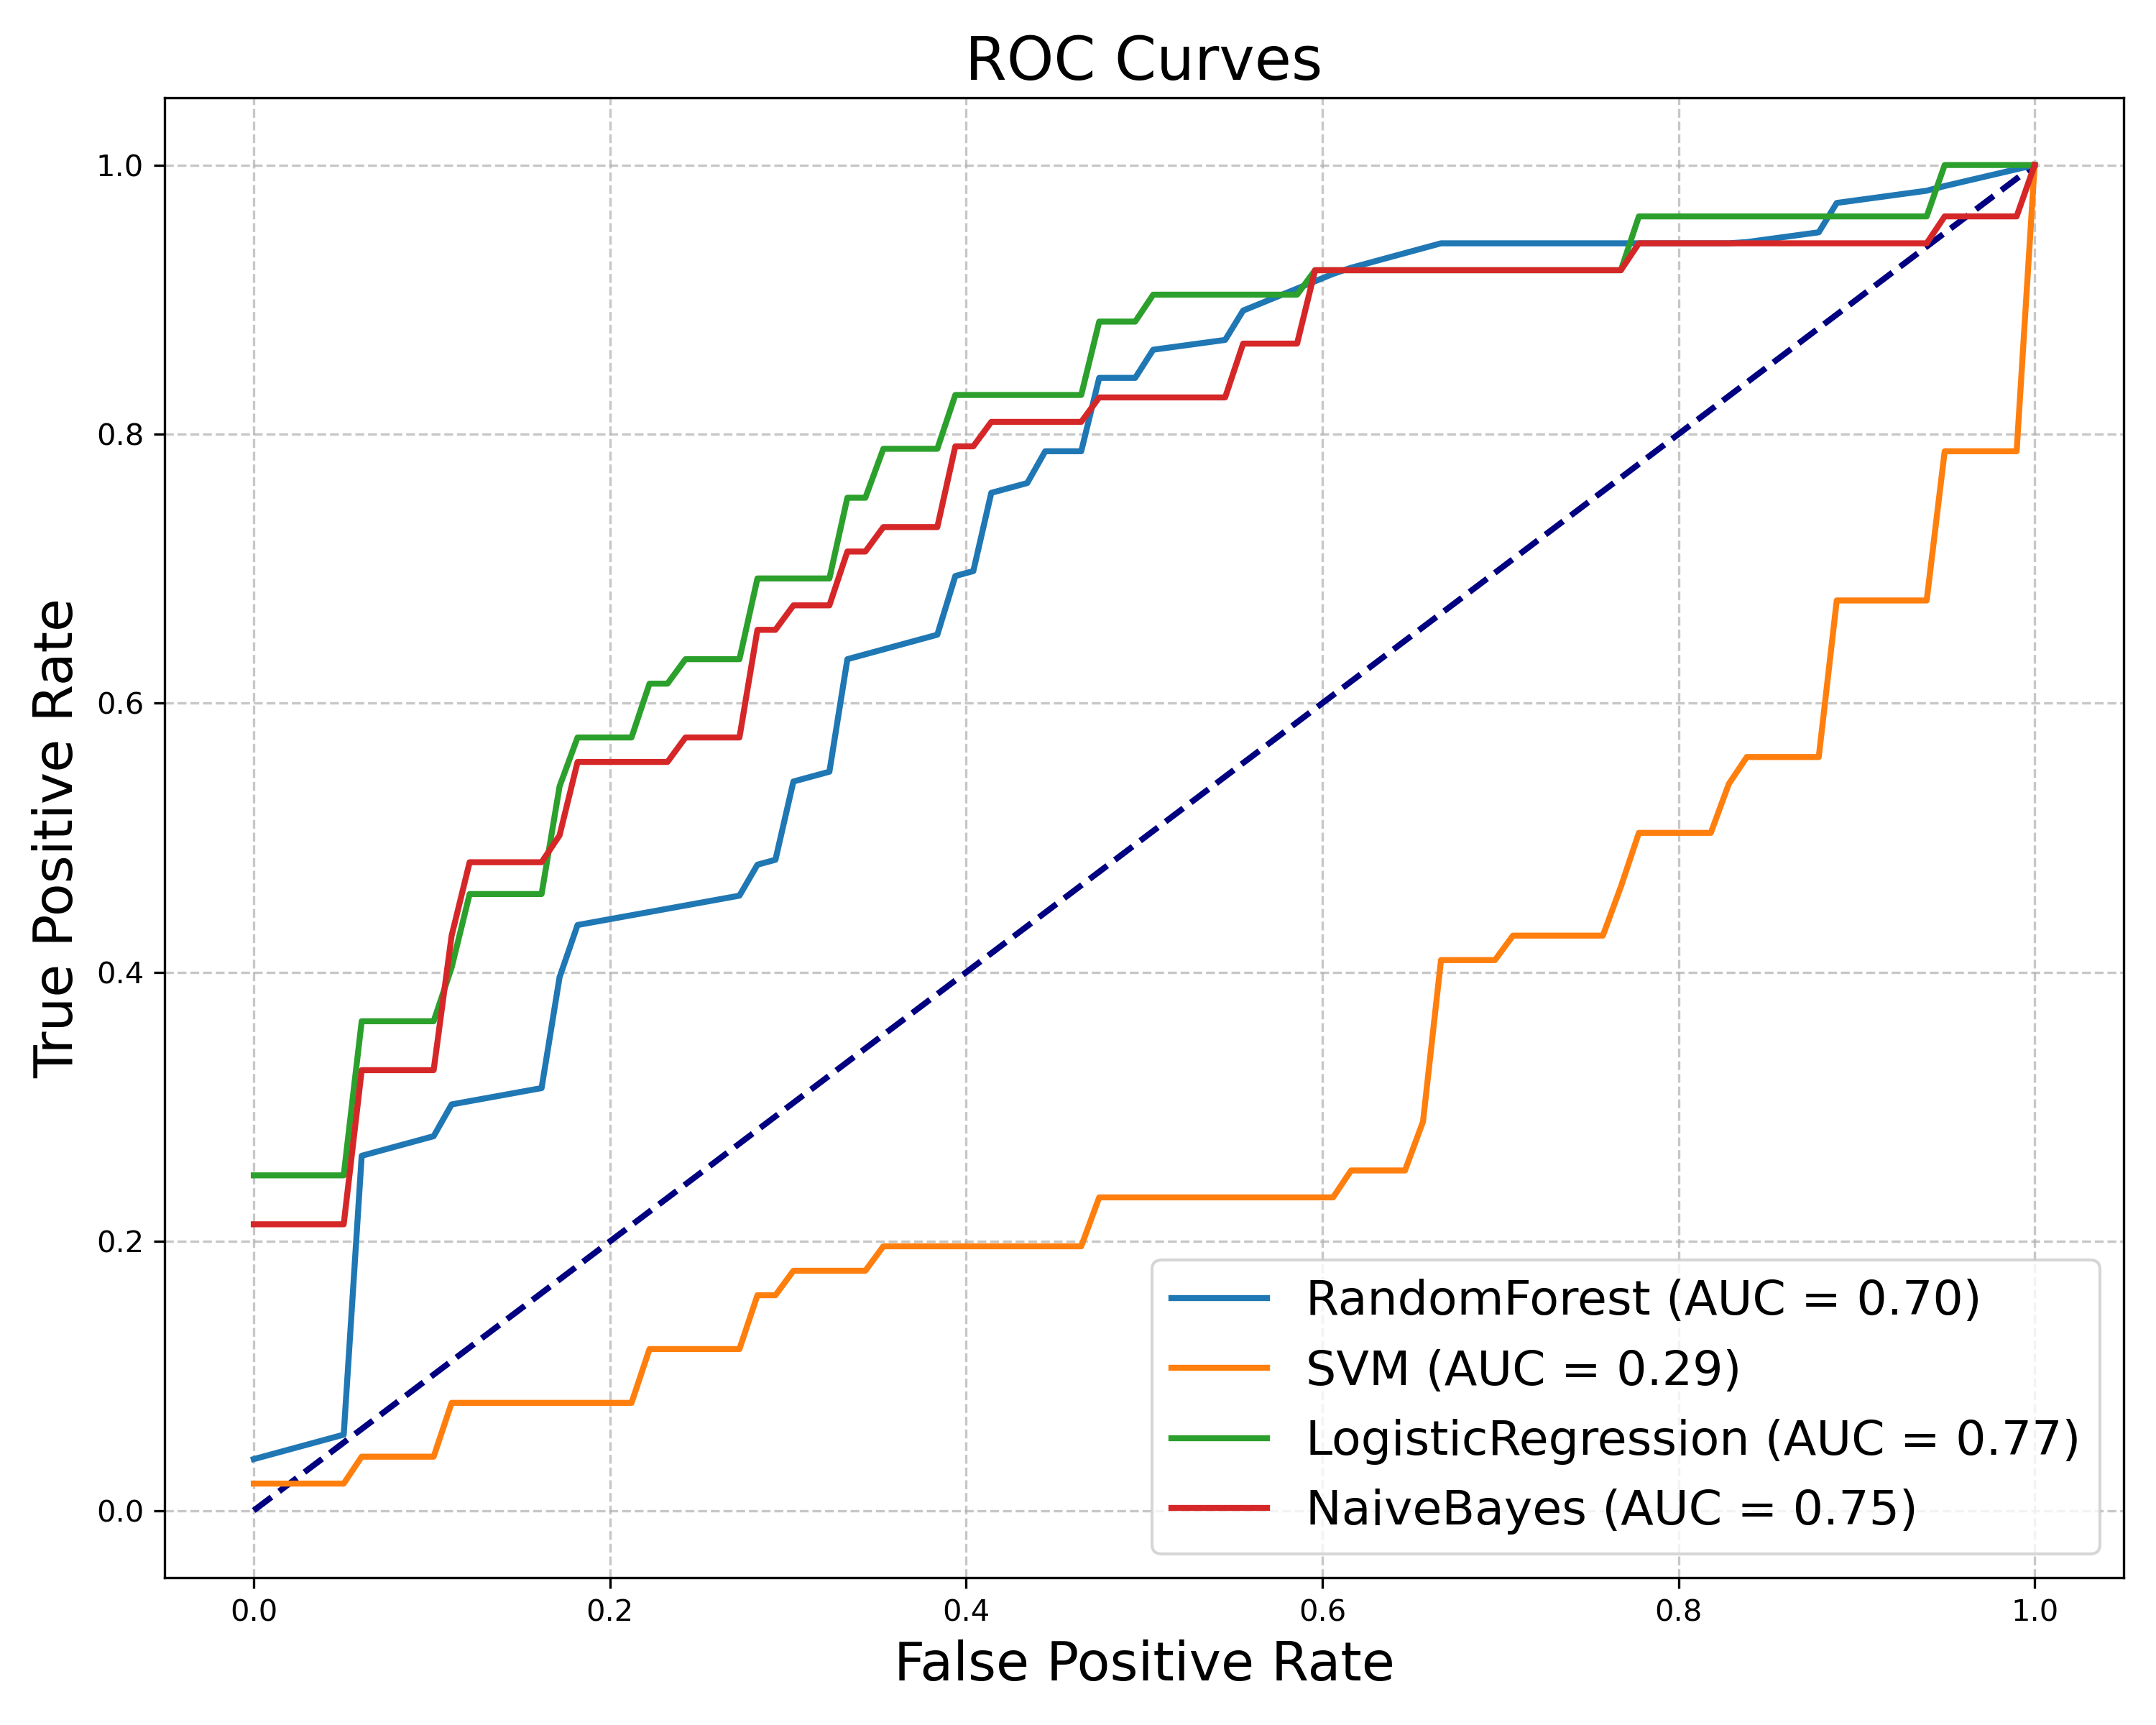 ROC Curves
True Positive Rate
1.0
0.8
0.6
0.4
0.2
0.0
RandomForest (AUC = 0.70)
SVM (AUC = 0.29)
LogisticRegression (AUC = 0.77)
NaiveBayes (AUC = 0.75)
0.0 0.2 0.4 0.6 0.8 1.0
False Positive Rate